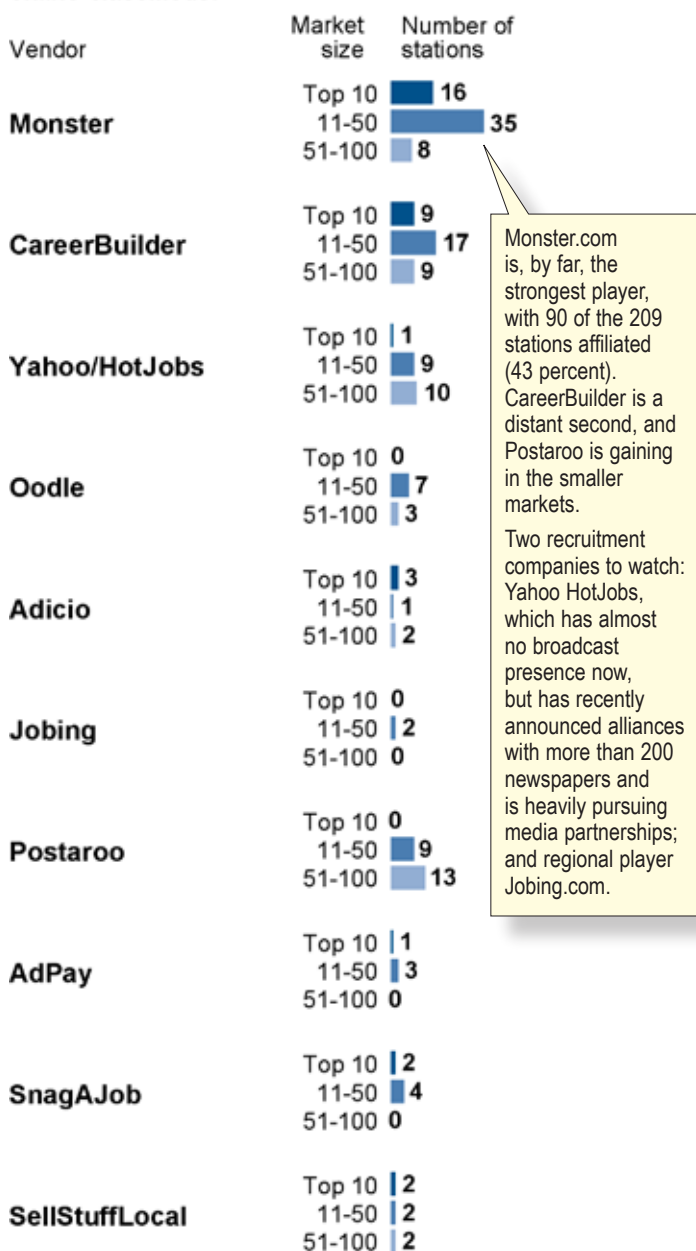 Vendor
Market size
Number of stations
Monster
Top 10 16
11-50 35
51-100 8
CareerBuilder
Top 10 9
11-50 17
51-100 9
Yahoo/HotJobs
Top 10 1
11-50 9
51-100 10
Oodle
Top 10 0
11-50 7
51-100 3
Adicio
Top 10 3
11-50 1
51-100 2
Jobing
Top 10 0
11-50 2
51-100 0
Postaroo
Top 10 0
11-50 9
51-100 13
AdPay
Top 10 1
11-50 3
51-100 0
SnagAJob
Top 10 2
11-50 4
51-100 0
SellStuffLocal
Top 10 2
11-50 2
51-100 2
Monster.com
is, by far, the
strongest player,
with 90 of the 209
stations affiliated
(43 percent).
CareerBuilder is a
distant second, and
Postaroo is gaining
in the smaller
markets.
Two recruitment
companies to watch:
Yahoo HotJobs,
which has almost
no broadcast
presence now,
but has recently
announced alliances
with more than 200
newspapers and
is heavily pursuing
media partnerships;
and regional player
Jobing.com.